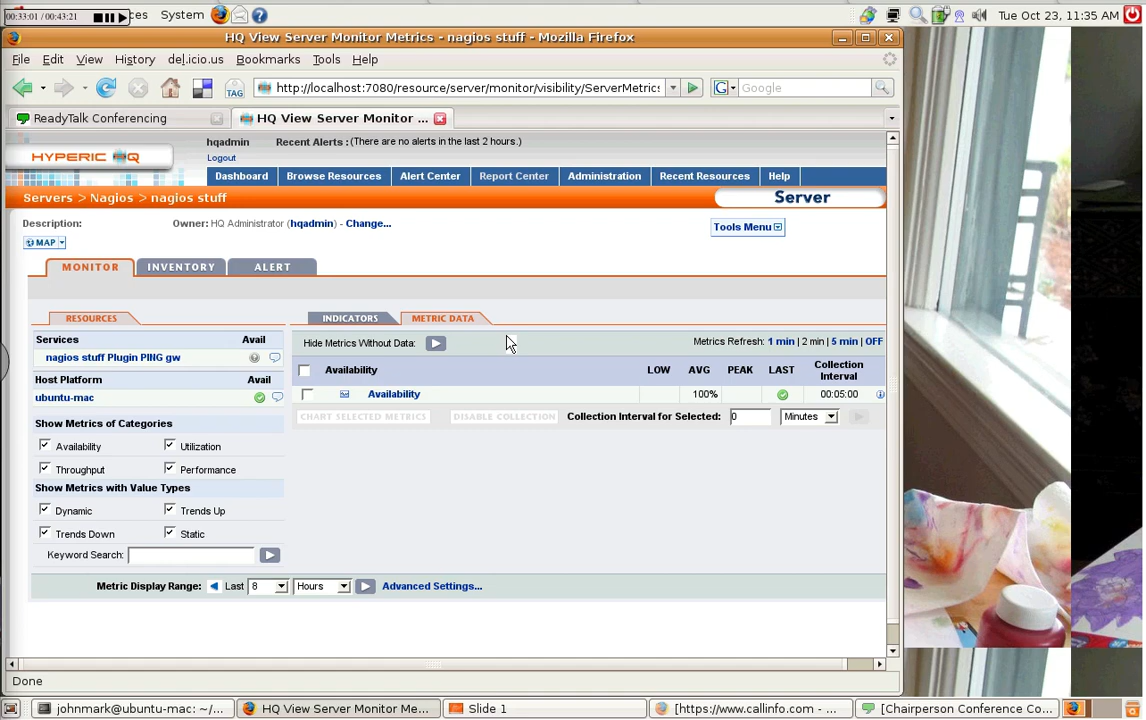 00:33:01 / 00:43:21
ces System Tue Oct 23, 11:35 AM
HQ View Server Monitor Metrics - nagios stuff - Mozilla Firefox
File Edit View History del.icio.us Bookmarks Tools Help
TAG http://localhost:7080/resource/server/monitor/visibility/ServerMetrics G Google
ReadyTalk Conferencing HQ View Server Monitor ...
hqadmin Recent Alerts : (There are no alerts in the last 2 hours.)
HYPERIC HQ
Logout
Dashboard Browse Resources Alert Center Report Center Administration Recent Resources Help
Servers > Nagios > nagios stuff Server
Description: Owner: HQ Administrator (hqadmin) - Change... Tools Menu
MAP
MONITOR INVENTORY ALERT
RESOURCES INDICATORS METRIC DATA
Services Avail
nagios stuff Plugin PING gw
Host Platform Avail
ubuntu-mac
Show Metrics of Categories
Availability Utilization
Throughput Performance
Show Metrics with Value Types
Dynamic Trends Up
Trends Down Static
Keyword Search:
Hide Metrics Without Data: Metrics Refresh: 1 min | 2 min | 5 min | OFF
Availability LOW AVG PEAK LAST Collection Interval
Availability 100% 00:05:00
CHART SELECTED METRICS DISABLE COLLECTION Collection Interval for Selected: 0 Minutes
Metric Display Range: Last 8 Hours Advanced Settings...
Done
johnmark@ubuntu-mac: ~/... HQ View Server Monitor Me... Slide 1 [https://www.callinfo.com - ... [Chairperson Conference Co...